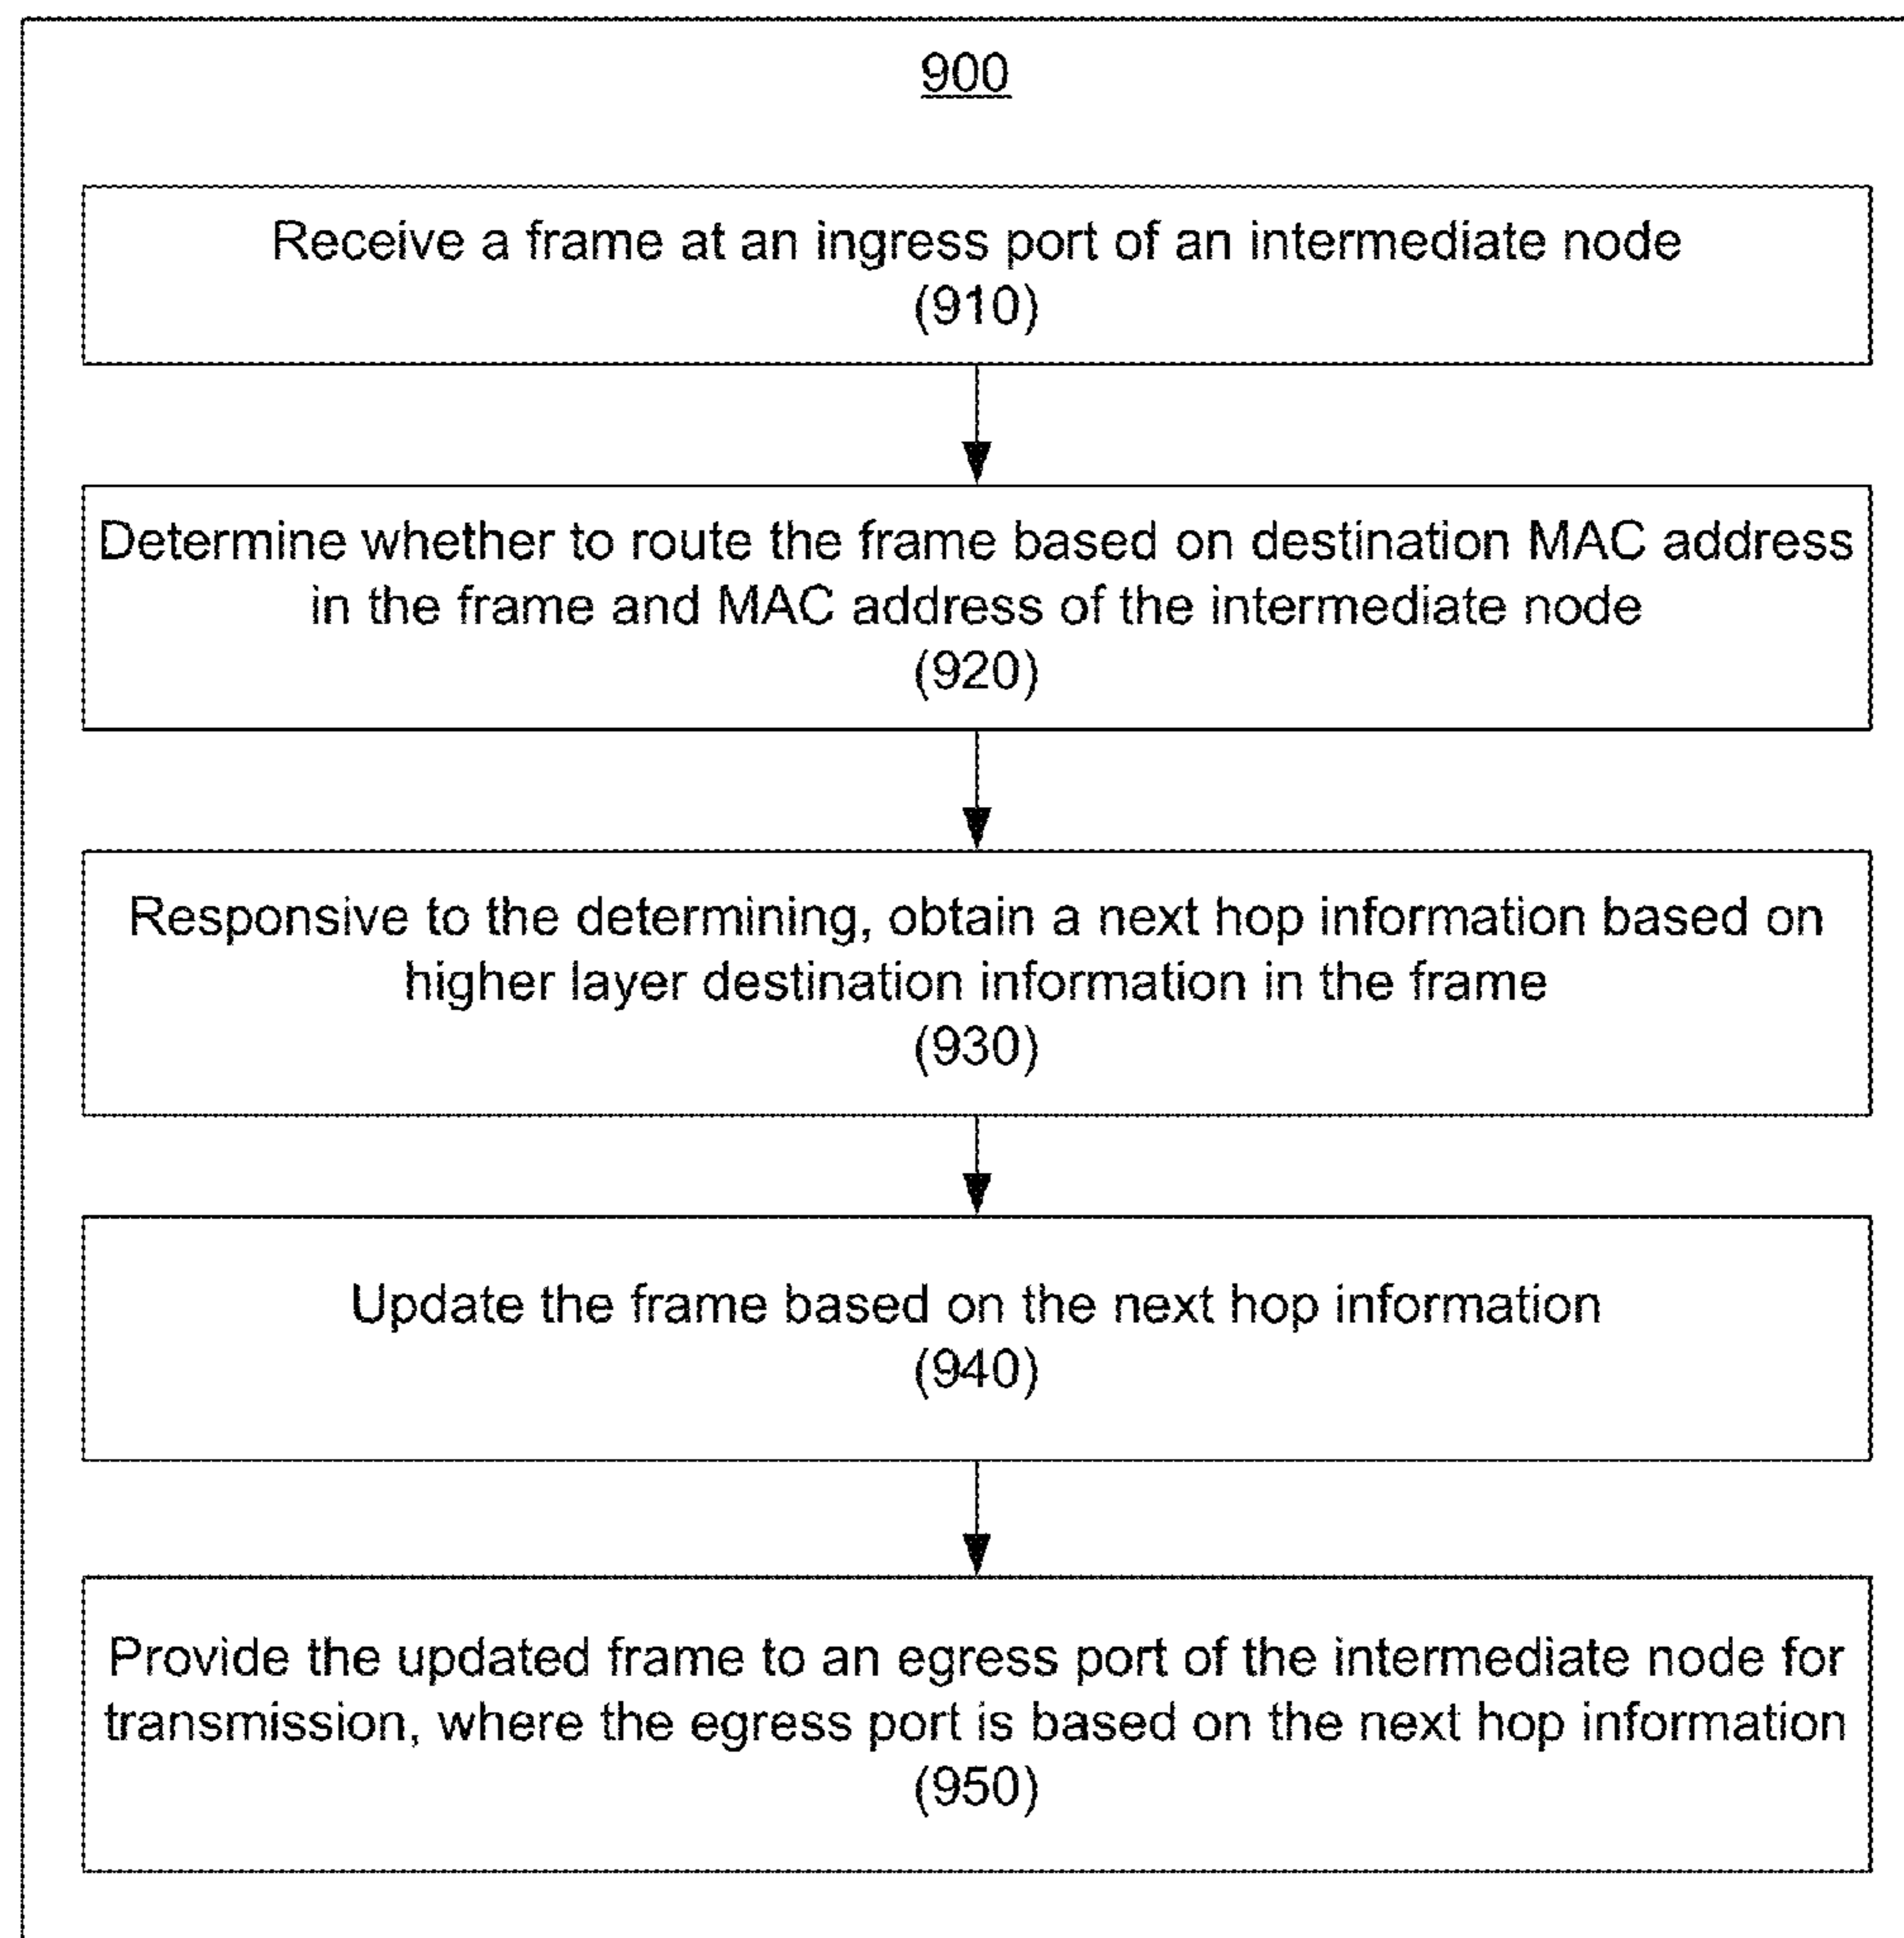 900
Receive a frame at an ingress port of an intermediate node
(910)
Determine whether to route the frame based on destination MAC address
in the frame and MAC address of the intermediate node
(920)
Responsive to the determining, obtain a next hop information based on
higher layer destination information in the frame
(930)
Update the frame based on the next hop information
(940)
Provide the updated frame to an egress port of the intermediate node for
transmission, where the egress port is based on the next hop information
(950)